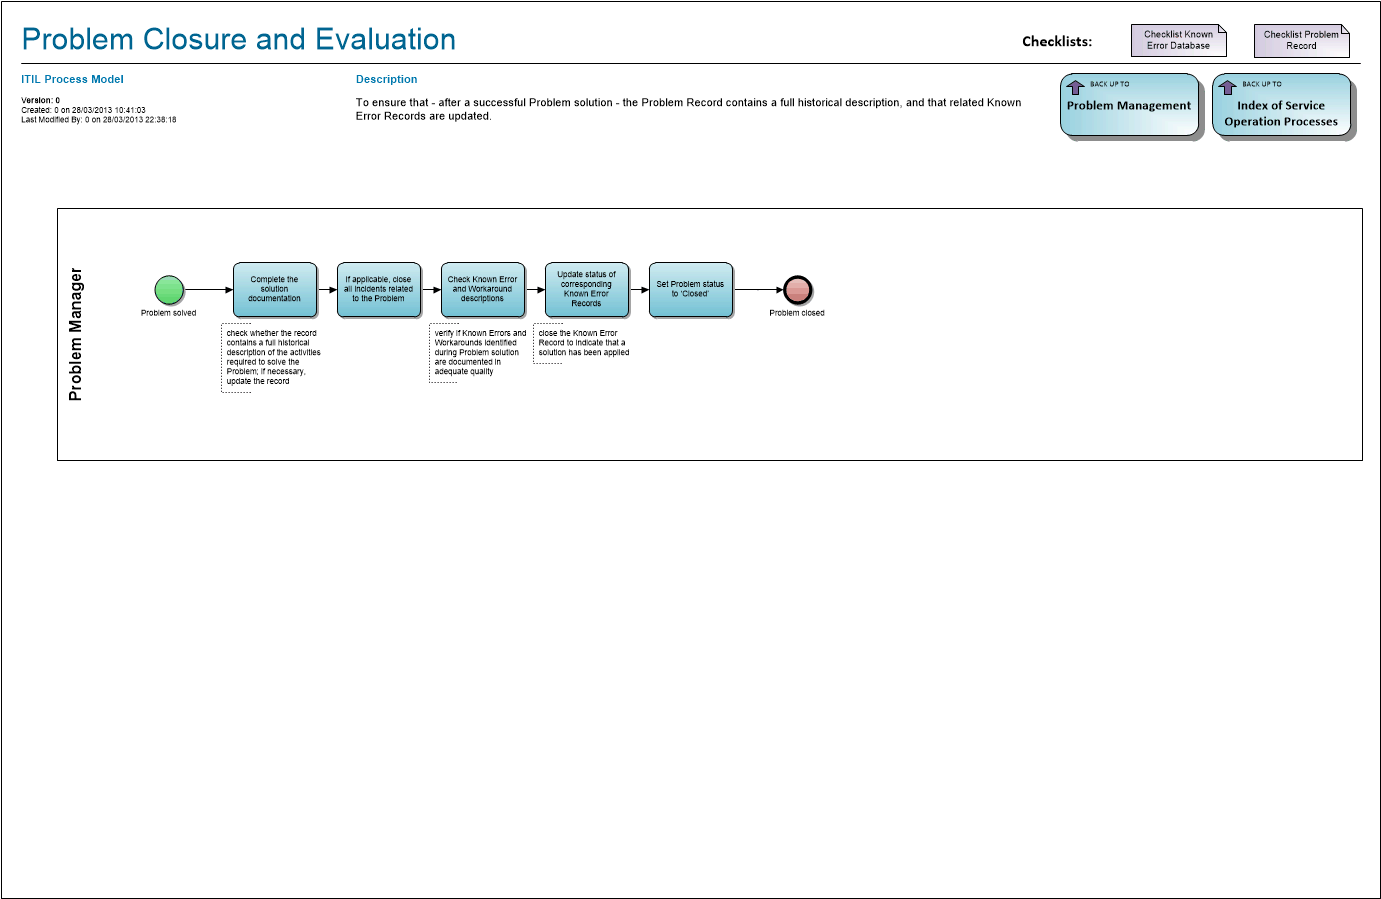 Problem Closure and Evaluation
Checklists:
Checklist Known
Error Database
Checklist Problem
Record
ITIL Process Model
Version: 0
Created: 0 on 28/03/2013 10:41:03
Last Modified By: 0 on 28/03/2013 22:38:18
Description
To ensure that - after a successful Problem solution - the Problem Record contains a full historical description, and that related Known
Error Records are updated.
BACK UP TO
Problem Management
BACK UP TO
Index of Service
Operation Processes
Problem Manager
Problem solved
Complete the
solution
documentation
If applicable, close
all Incidents related
to the Problem
Check Known Error
and Workaround
descriptions
Update status of
corresponding
Known Error
Records
Set Problem status
to 'Closed'
Problem closed
check whether the record
contains a full historical
description of the activities
required to solve the
Problem; if necessary,
update the record
verify if Known Errors and
Workarounds identified
during Problem solution
are documented in
adequate quality
close the Known Error
Record to indicate that a
solution has been applied